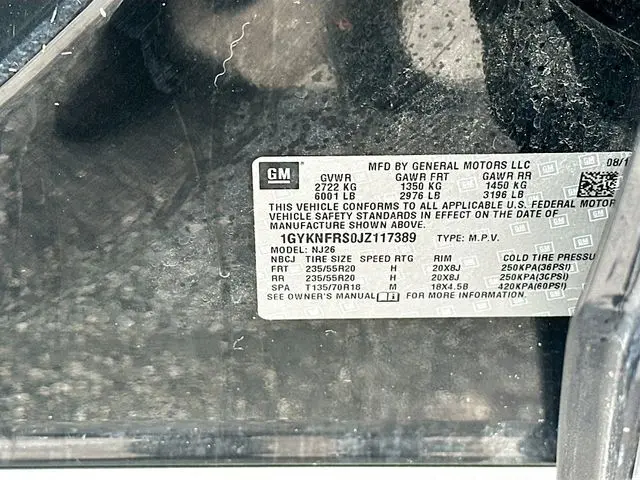 GM
MFD BY GENERAL MOTORS LLC 08/1
GVWR GAWR FRT GAWR RR
2722 KG 1350 KG 1450 KG
6001 LB 2976 LB 3196 LB
THIS VEHICLE CONFORMS TO ALL APPLICABLE U.S. FEDERAL MOTOR
VEHICLE SAFETY STANDARDS IN EFFECT ON THE DATE OF
MANUFACTURE SHOWN ABOVE.
1GYKNFRS0JZ117389 TYPE: M.P.V.
MODEL: NJ26
NBCJ TIRE SIZE SPEED RTG RIM COLD TIRE PRESSU
FRT 235/55R20 H 20X8J 250KPA(36PSI)
RR 235/55R20 H 20X8J 250KPA(36PSI)
SPA T135/70R18 M 18X4.5B 420KPA(60PSI)
SEE OWNER'S MANUAL FOR MORE INFORMATION.